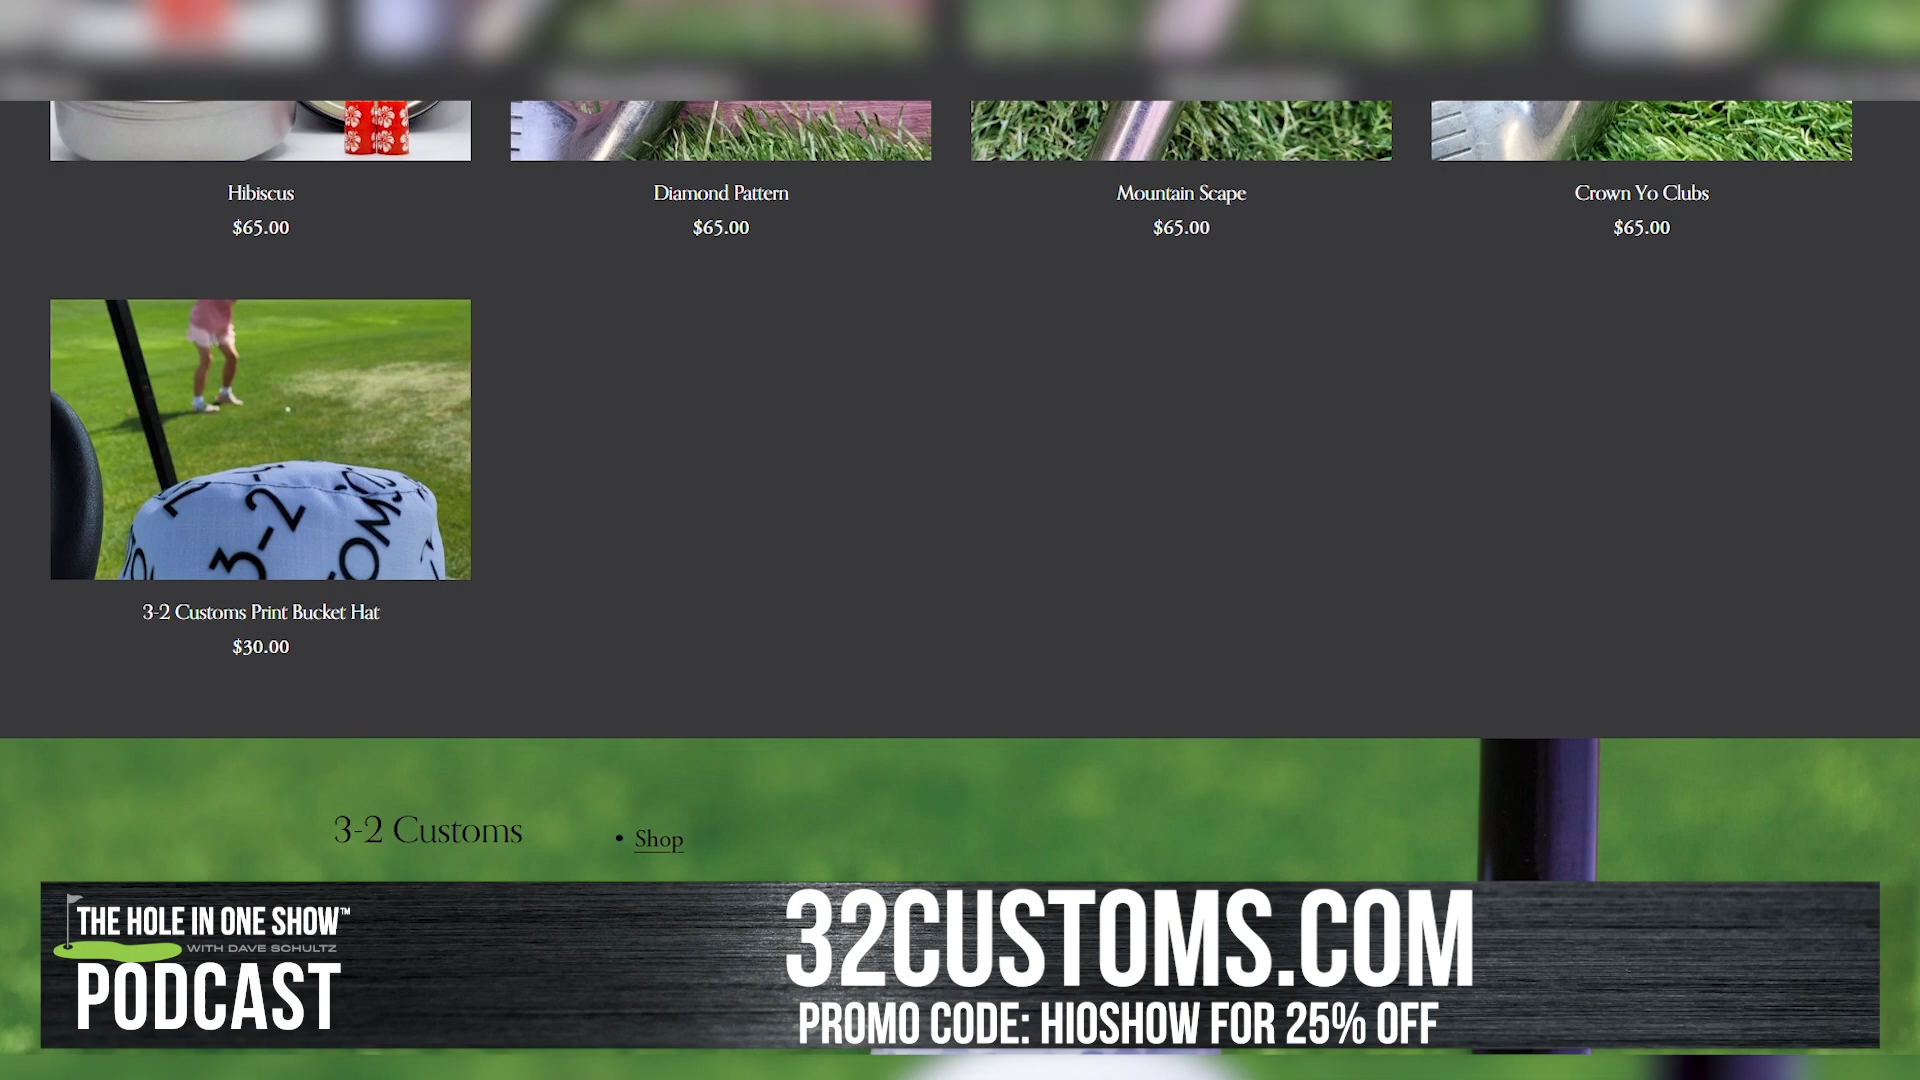 Hibiscus
$65.00
Diamond Pattern
$65.00
Mountain Scape
$65.00
Crown Yo Clubs
$65.00
3-2
3-2 Customs Print Bucket Hat
$30.00
3-2 Customs
• Shop
THE HOLE IN ONE SHOW™
WITH DAVE SCHULTZ
PODCAST
32CUSTOMS.COM
PROMO CODE: HIOSHOW FOR 25% OFF